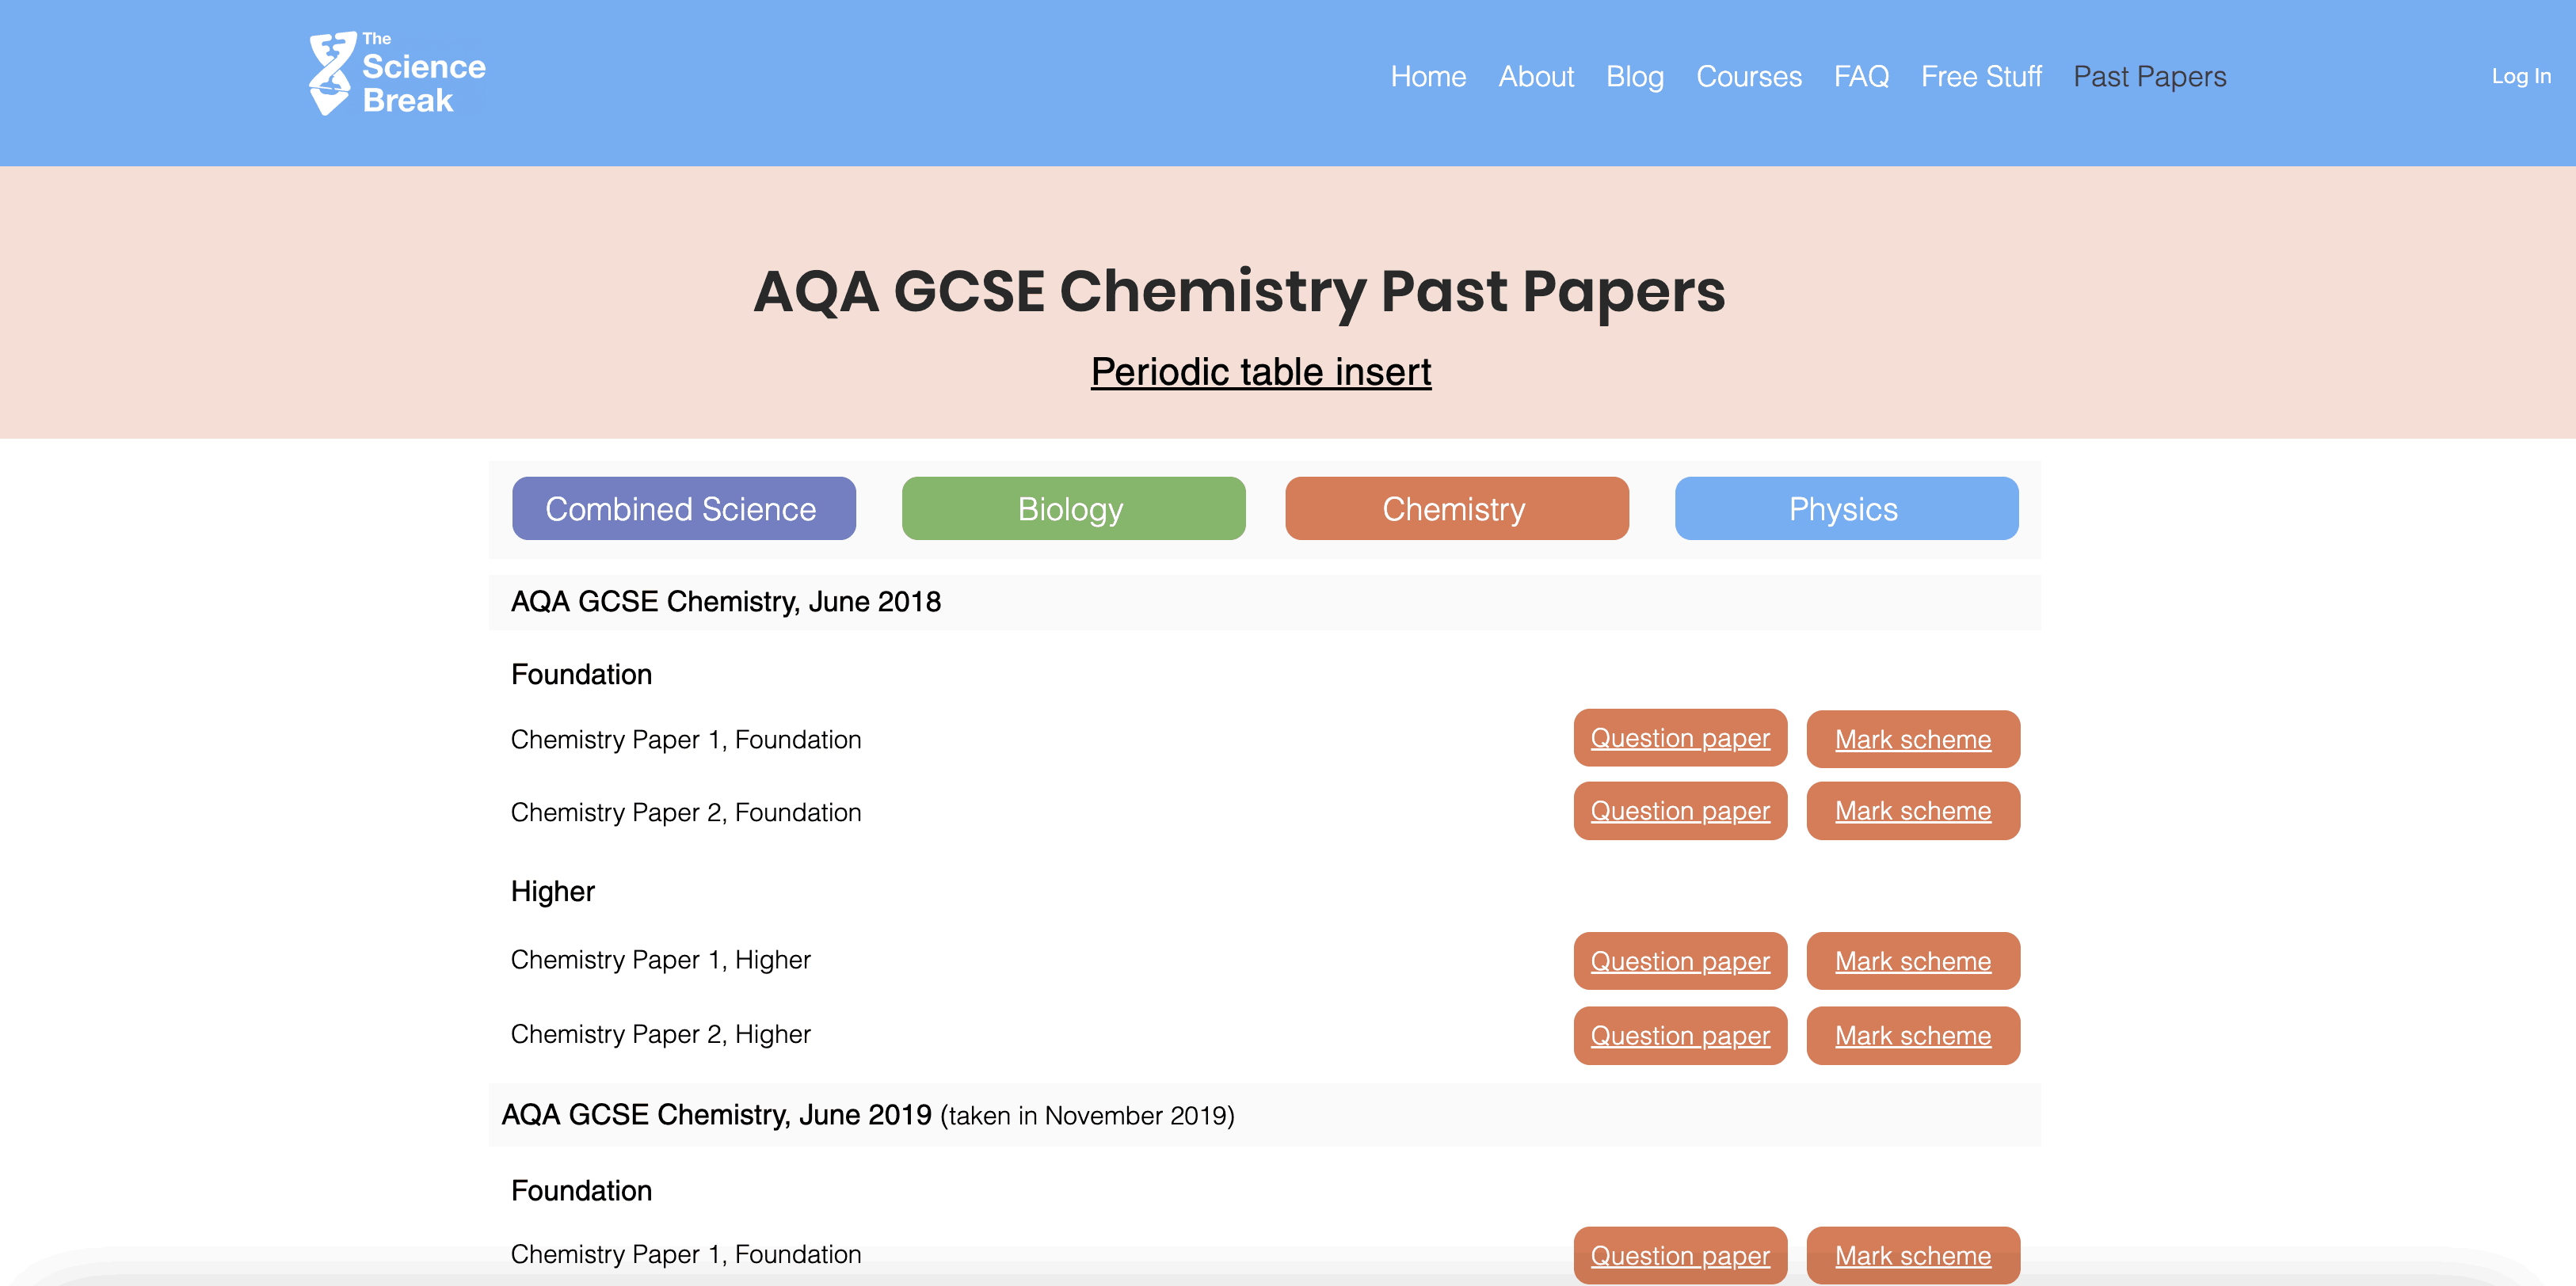 The
Science
Break
Home About Blog Courses FAQ Free Stuff Past Papers Log In
AQA GCSE Chemistry Past Papers
Periodic table insert
Combined Science Biology Chemistry Physics
AQA GCSE Chemistry, June 2018
Foundation
Chemistry Paper 1, Foundation Question paper Mark scheme
Chemistry Paper 2, Foundation Question paper Mark scheme
Higher
Chemistry Paper 1, Higher Question paper Mark scheme
Chemistry Paper 2, Higher Question paper Mark scheme
AQA GCSE Chemistry, June 2019 (taken in November 2019)
Foundation
Chemistry Paper 1, Foundation Question paper Mark scheme